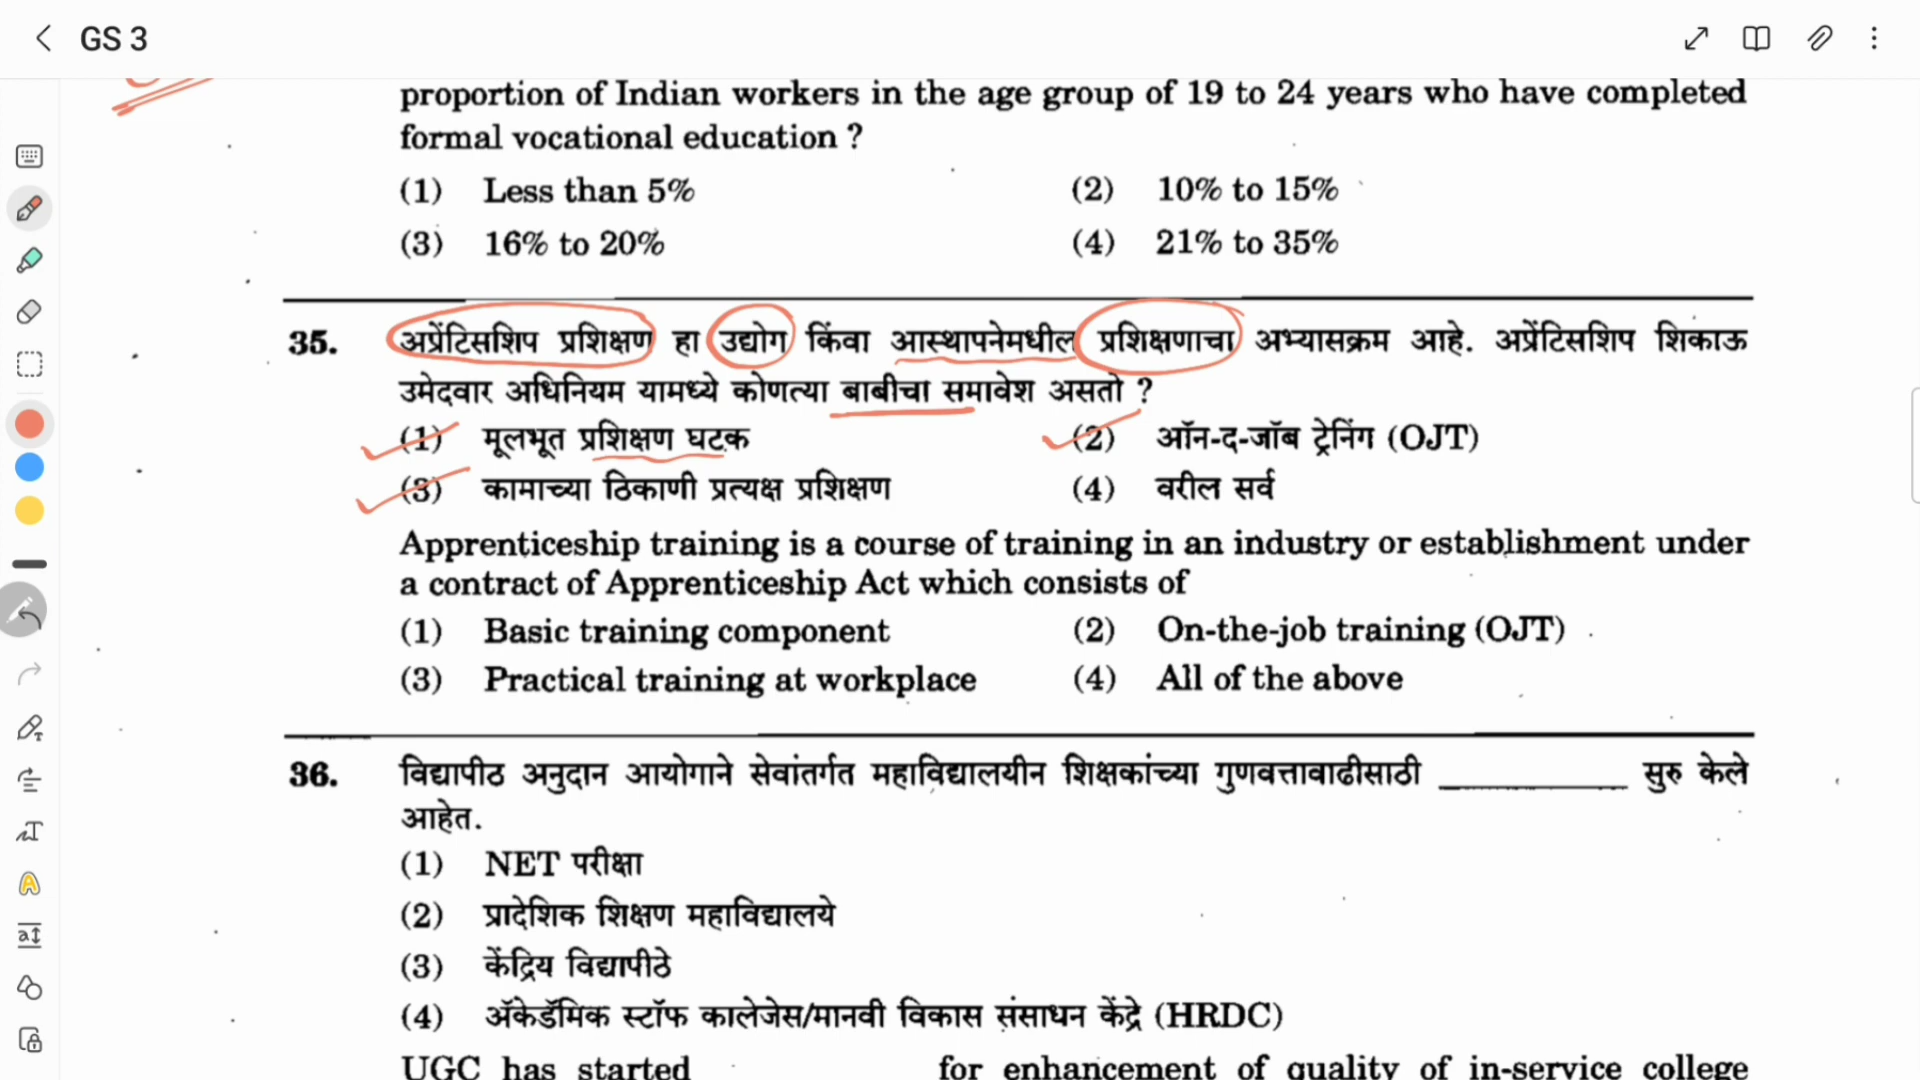 GS 3
proportion of Indian workers in the age group of 19 to 24 years who have completed
formal vocational education ?
(1) Less than 5% (2) 10% to 15%
(3) 16% to 20% (4) 21% to 35%
35. अप्रेंटिसशिप प्रशिक्षण हा उद्योग किंवा आस्थापनेमधील प्रशिक्षणाचा अभ्यासक्रम आहे. अप्रेंटिसशिप शिकाऊ
उमेदवार अधिनियम यामध्ये कोणत्या बाबीचा समावेश असतो ?
(1) मूलभूत प्रशिक्षण घटक (2) ऑन-द-जॉब ट्रेनिंग (OJT)
(3) कामाच्या ठिकाणी प्रत्यक्ष प्रशिक्षण (4) वरील सर्व
Apprenticeship training is a course of training in an industry or establishment under
a contract of Apprenticeship Act which consists of
(1) Basic training component (2) On-the-job training (OJT)
(3) Practical training at workplace (4) All of the above
36. विद्यापीठ अनुदान आयोगाने सेवांतर्गत महाविद्यालयीन शिक्षकांच्या गुणवत्तावाढीसाठी ____________ सुरु केले
आहेत.
(1) NET परीक्षा
(2) प्रादेशिक शिक्षण महाविद्यालये
(3) केंद्रिय विद्यापीठे
(4) ॲकेडॅमिक स्टॉफ कालेजेस/मानवी विकास संसाधन केंद्रे (HRDC)
UGC has started for enhancement of quality of in-service college